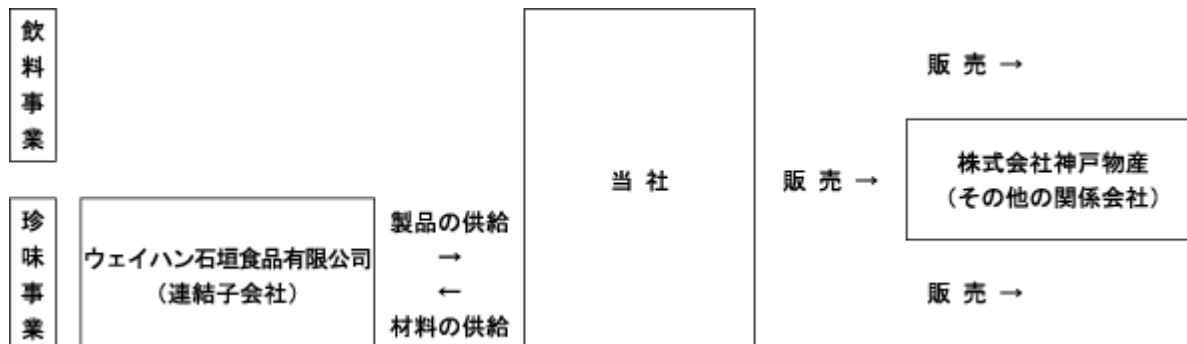 飲料事業
珍味事業
ウェイハン石垣食品有限公司
（連結子会社）
製品の供給
→
←
材料の供給
当社
販売→
販売→
株式会社神戸物産
（その他の関係会社）
販売→